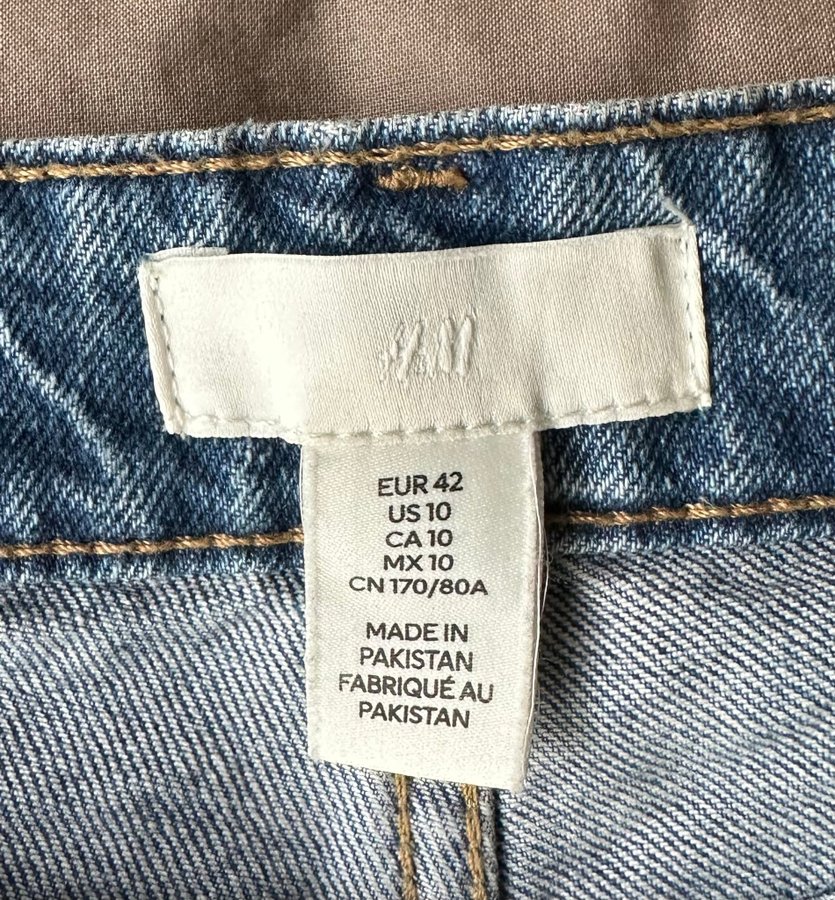 H&M
EUR 42
US 10
CA 10
MX 10
CN 170/80A
MADE IN
PAKISTAN
FABRIQUÉ AU
PAKISTAN